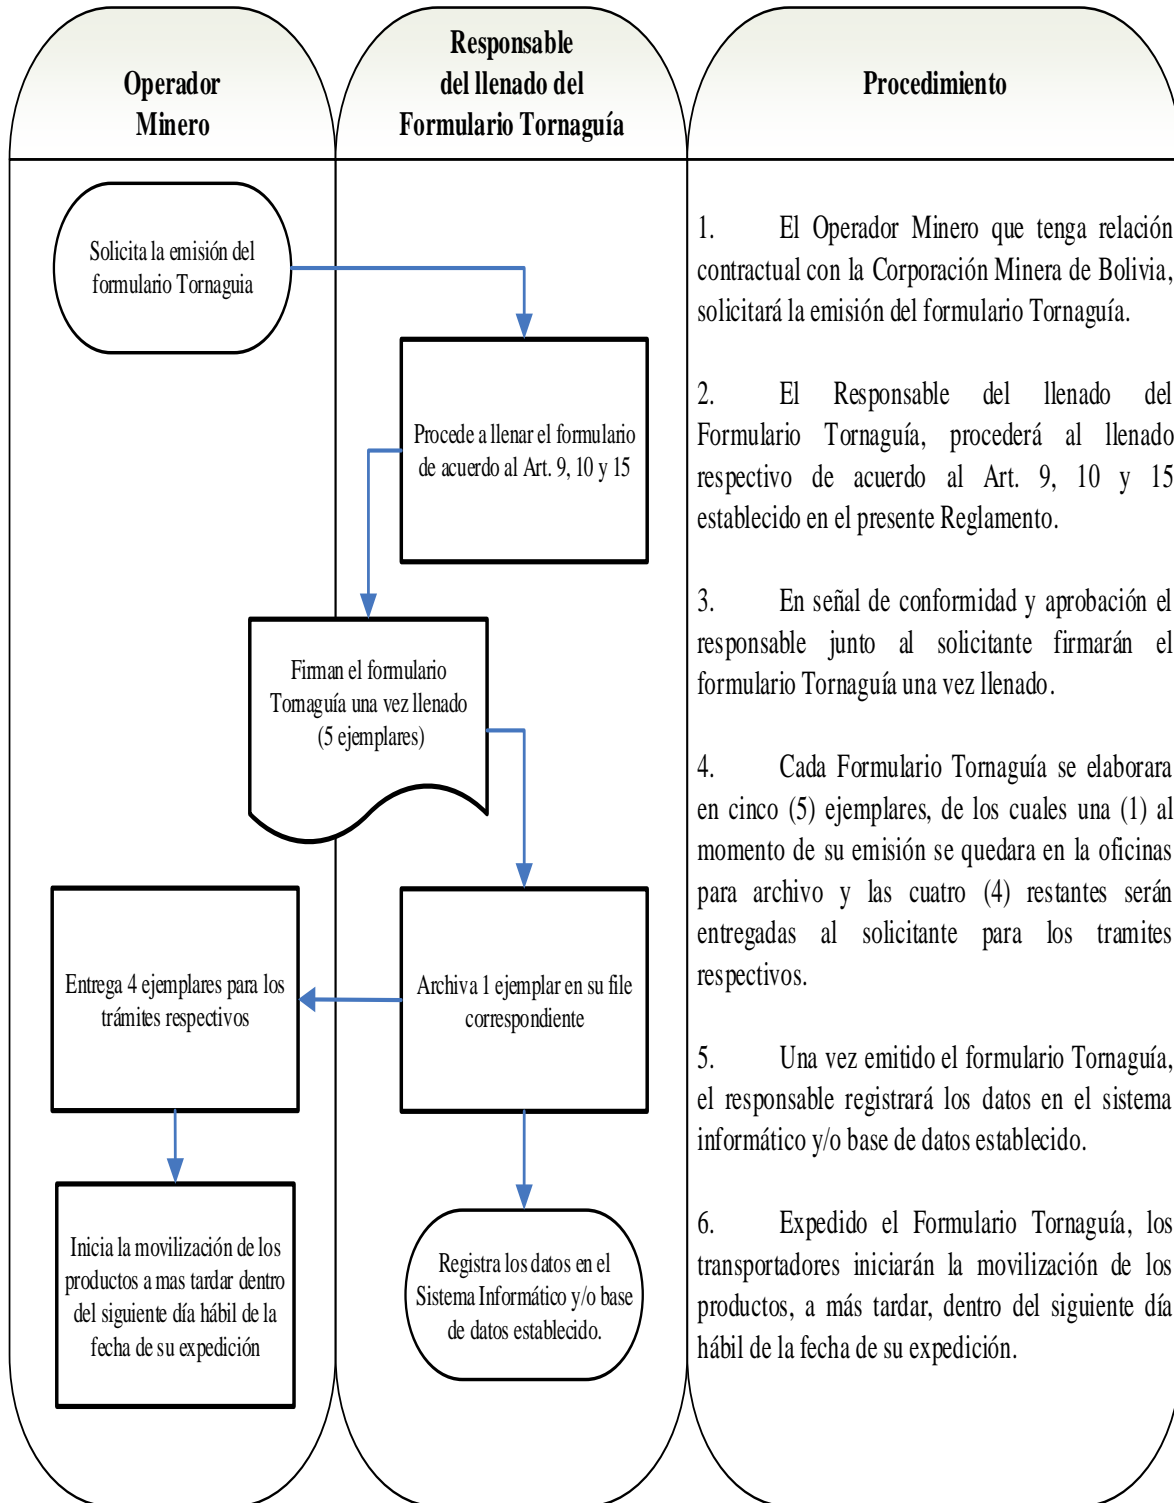 Operador
Minero
Responsable
del llenado del
Formulario Tornaguía
Procedimiento
Solicita la emisión del
formulario Tornaguia
Procede a llenar el formulario
de acuerdo al Art. 9, 10 y 15
Firman el formulario
Tornaguía una vez llenado
(5 ejemplares)
Entrega 4 ejemplares para los
trámites respectivos
Archiva 1 ejemplar en su file
correspondiente
Inicia la movilización de los
productos a mas tardar dentro
del siguiente día hábil de la
fecha de su expedición
Registra los datos en el
Sistema Informático y/o base
de datos establecido.
1. El Operador Minero que tenga relación
contractual con la Corporación Minera de Bolivia,
solicitará la emisión del formulario Tornaguía.
2. El Responsable del llenado del
Formulario Tornaguía, procederá al llenado
respectivo de acuerdo al Art. 9, 10 y 15
establecido en el presente Reglamento.
3. En señal de conformidad y aprobación el
responsable junto al solicitante firmarán el
formulario Tornaguía una vez llenado.
4. Cada Formulario Tornaguía se elaborara
en cinco (5) ejemplares, de los cuales una (1) al
momento de su emisión se quedara en la oficinas
para archivo y las cuatro (4) restantes serán
entregadas al solicitante para los tramites
respectivos.
5. Una vez emitido el formulario Tornaguía,
el responsable registrará los datos en el sistema
informático y/o base de datos establecido.
6. Expedido el Formulario Tornaguía, los
transportadores iniciarán la movilización de los
productos, a más tardar, dentro del siguiente día
hábil de la fecha de su expedición.